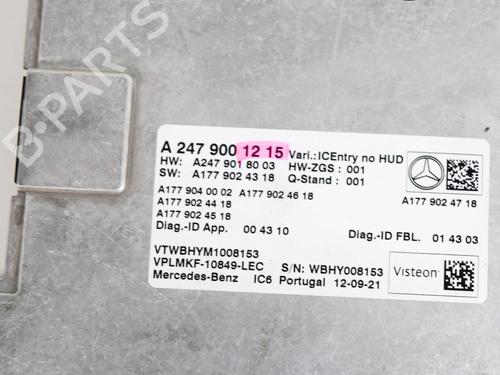 B-PARTS
A 247 900 12 15 Vari.: ICEntry no HUD
HW: A247 901 80 03 HW-ZGS : 001
SW: A177 902 43 18 Q-Stand : 001
A177 904 00 02 A177 902 46 18 A177 902 47 18
A177 902 44 18
A177 902 45 18
Diag.-ID App. 00 43 10 Diag.-ID FBL. 01 43 03
VTWBHYM1008153
VPLMKF-10849-LEC S/N: WBHY008153 Visteon
Mercedes-Benz IC6 Portugal 12-09-21